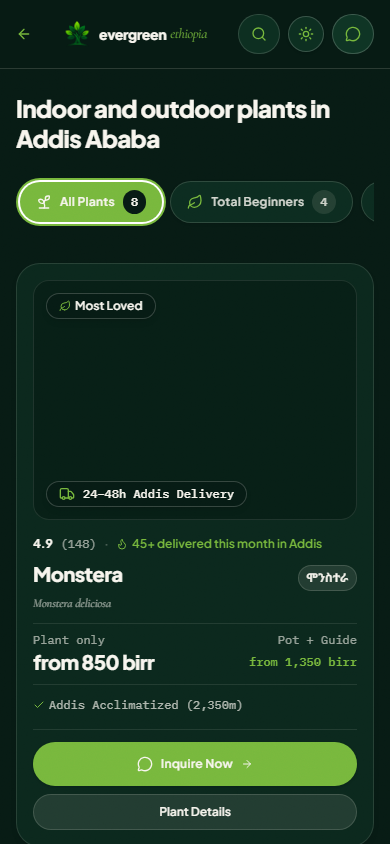 evergreen ethiopia
Indoor and outdoor plants in
Addis Ababa
All Plants 8
Total Beginners 4
Most Loved
24–48h Addis Delivery
4.9 (148) · 45+ delivered this month in Addis
Monstera
ሞንስተራ
Monstera deliciosa
Plant only
Pot + Guide
from 850 birr
from 1,350 birr
Addis Acclimatized (2,350m)
Inquire Now →
Plant Details